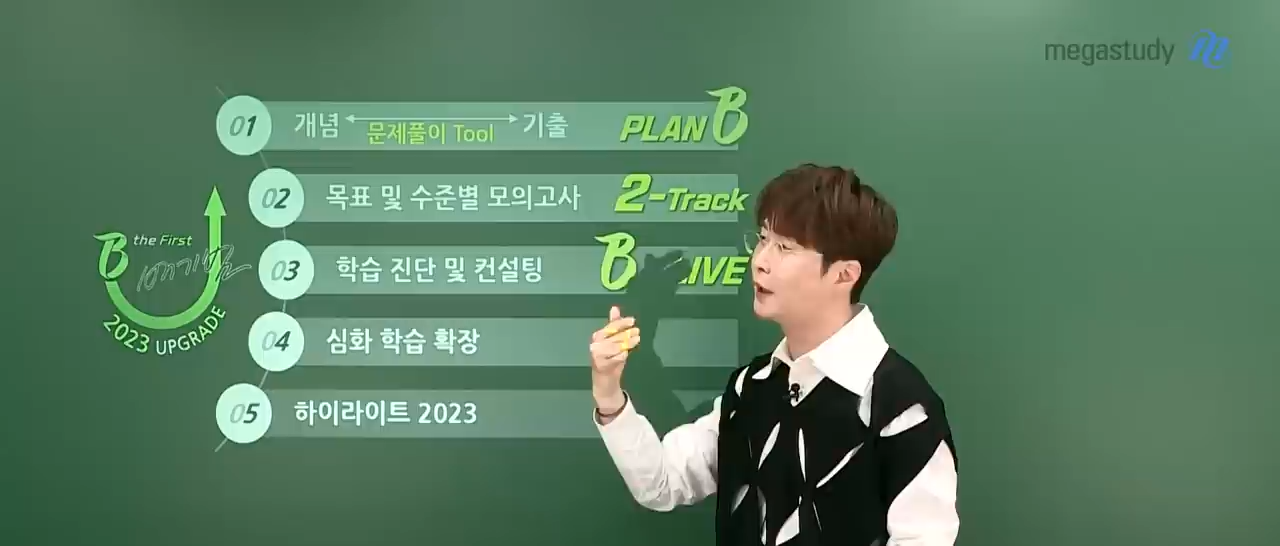 megastudy
01 개념 문제풀이 Tool 기출 PLAN B
02 목표 및 수준별 모의고사 2-Track
03 학습 진단 및 컨설팅 B LIVE
04 심화 학습 확장
05 하이라이트 2023
B the First
2023 UPGRADE